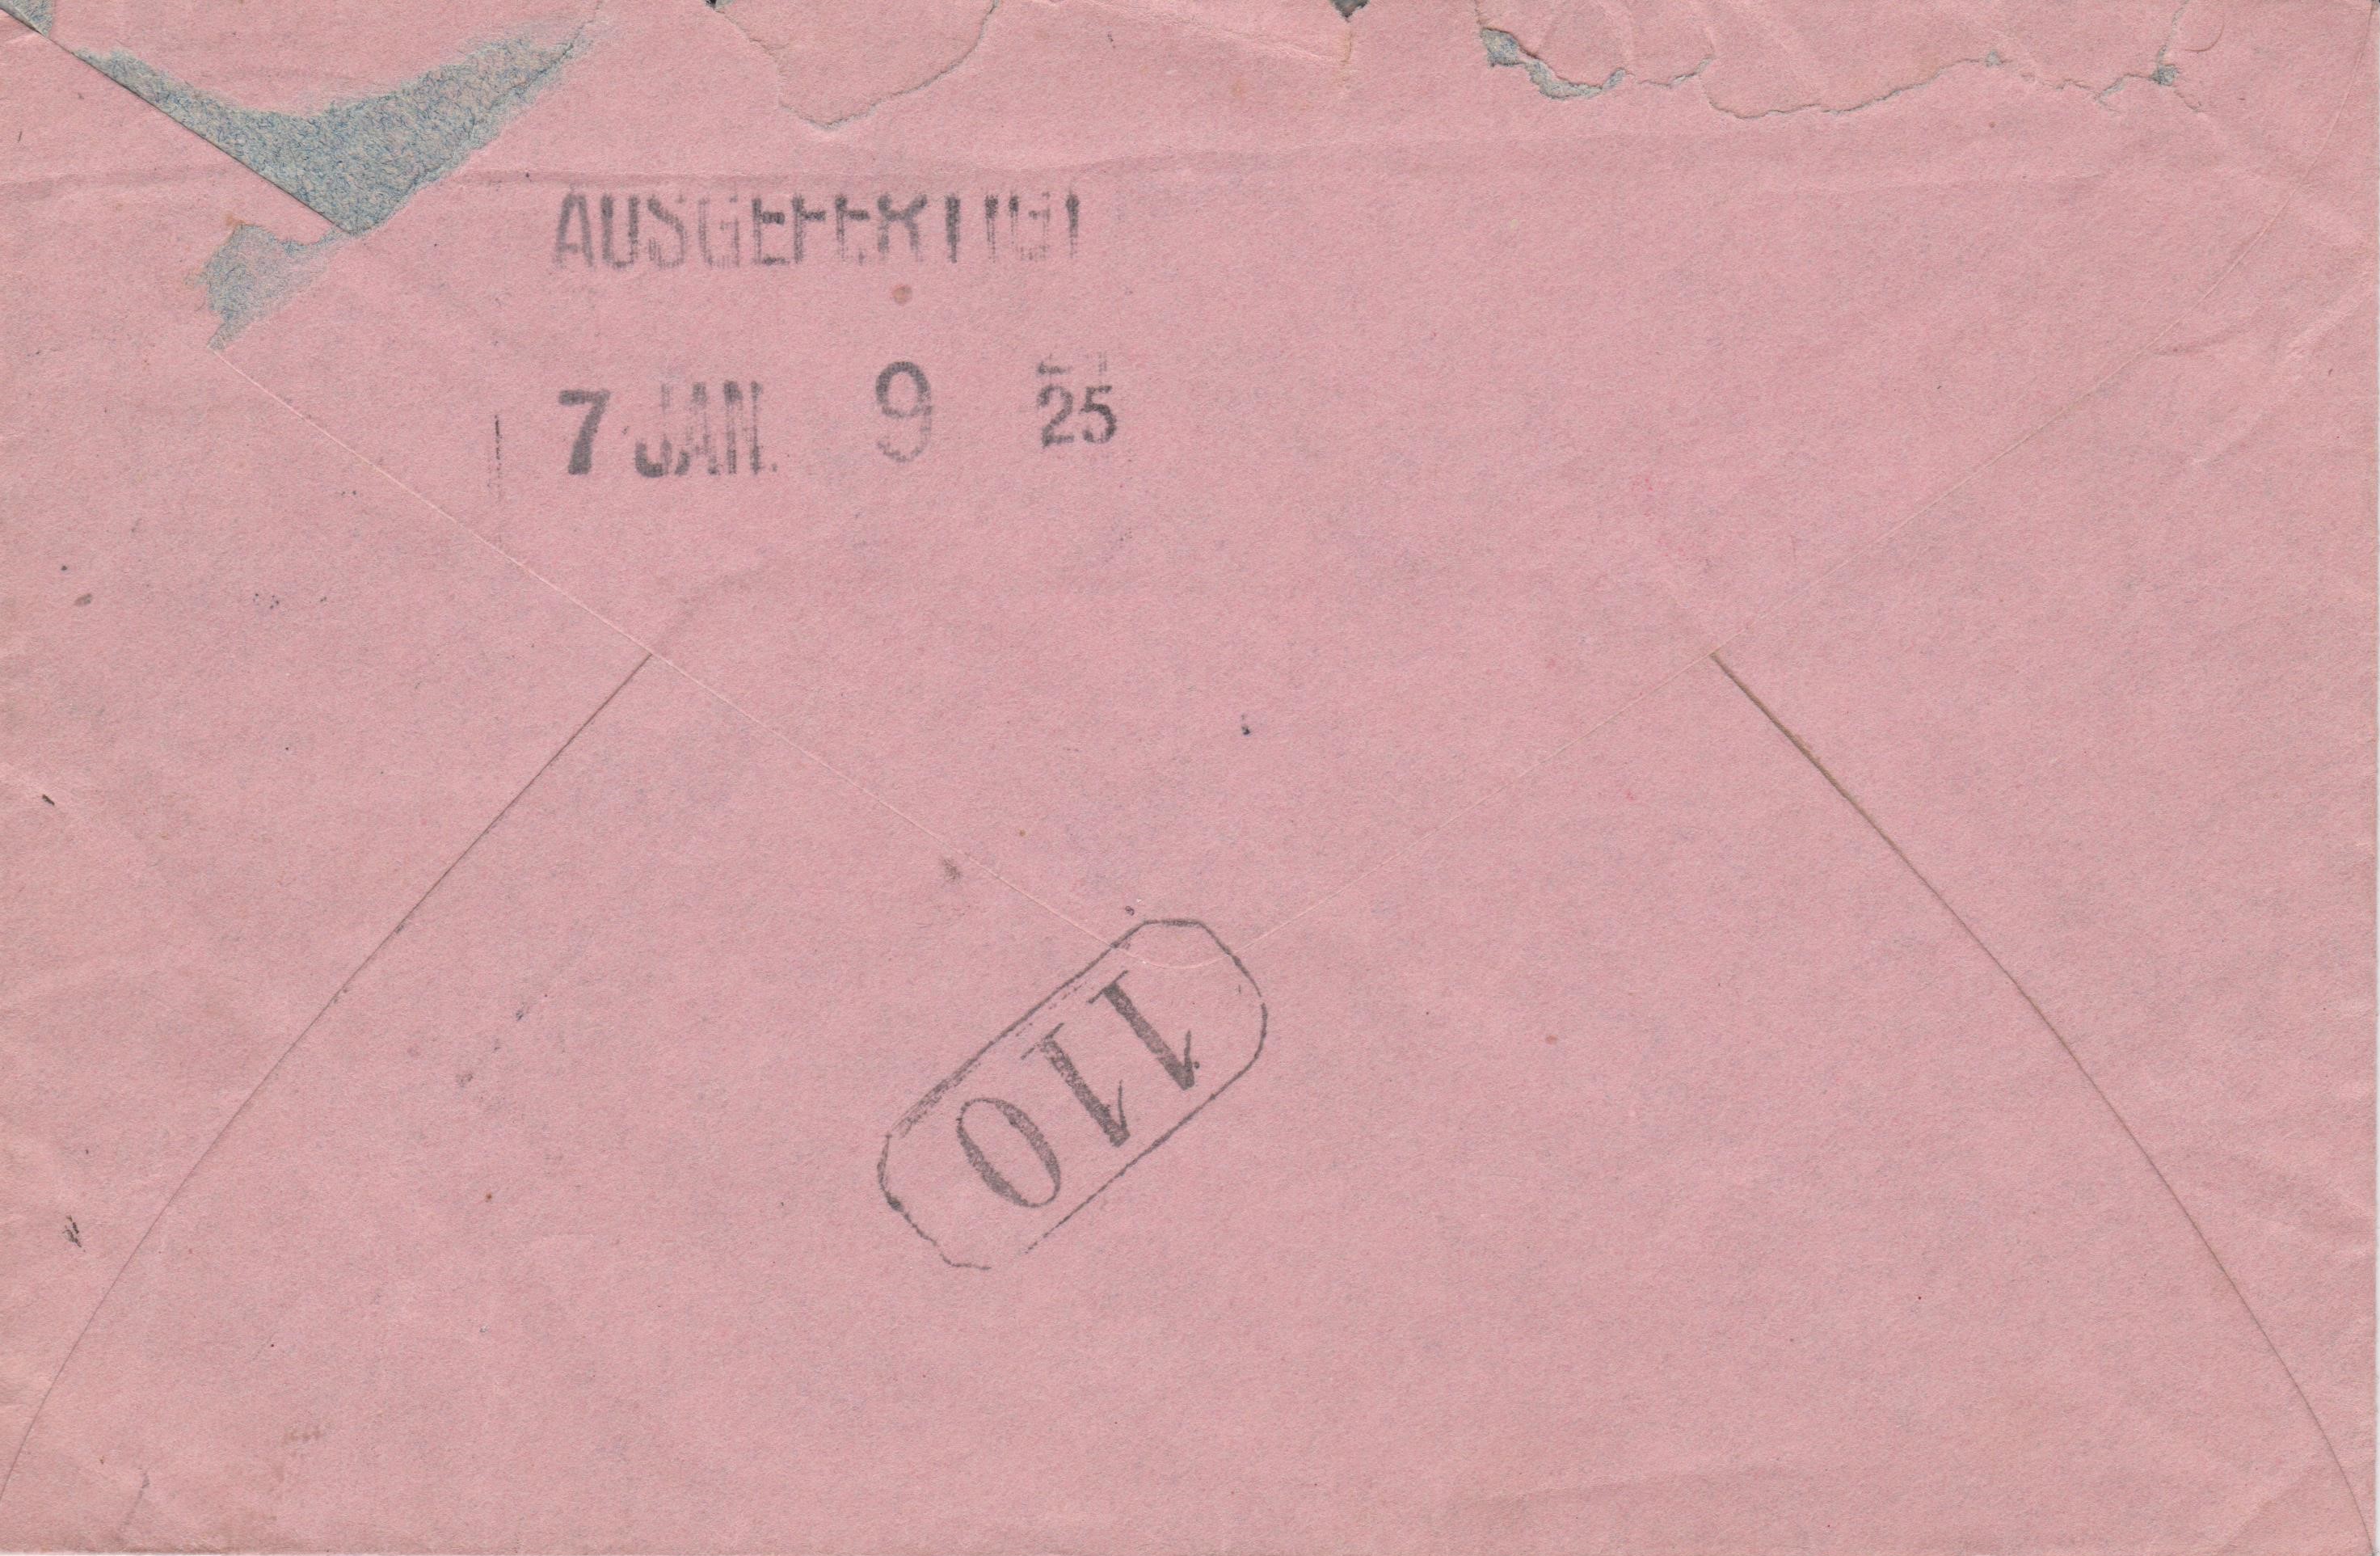 AUSGEFERTIGT
7 JAN. 9 25
110